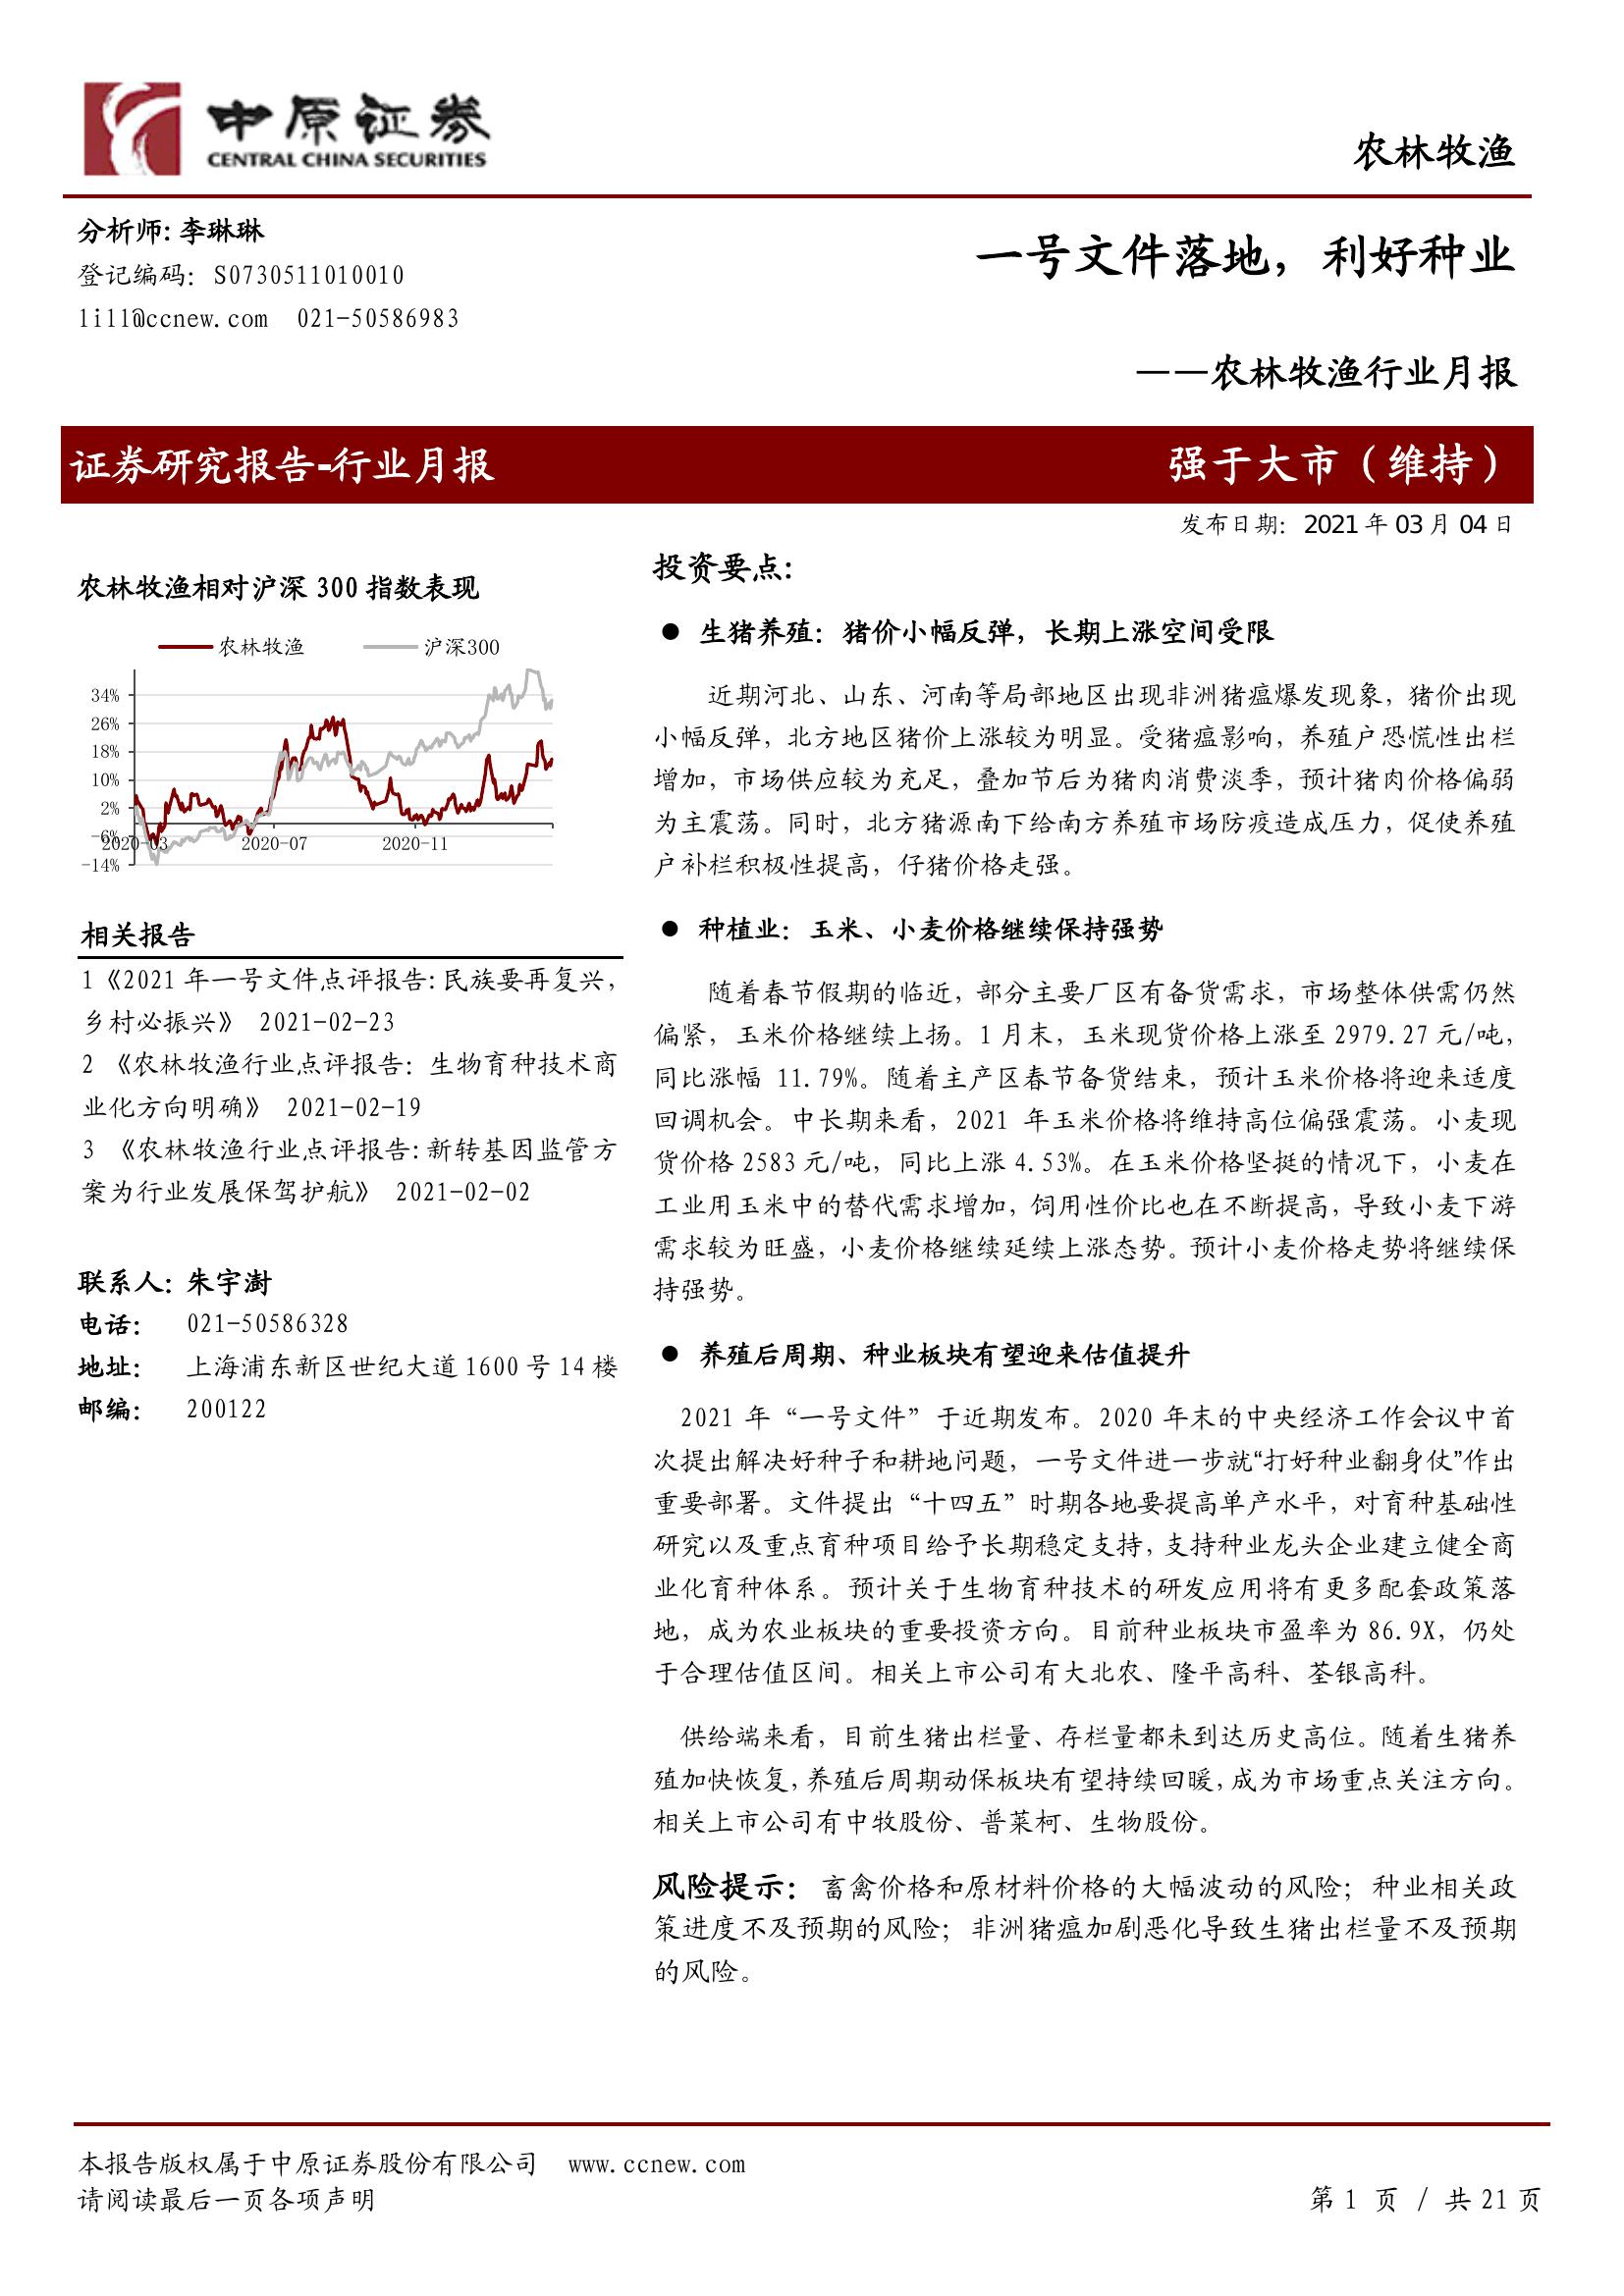 中原证券
CENTRAL CHINA SECURITIES
农林牧渔
分析师：李琳琳
登记编码：S0730511010010
lill@ccnew.com 021-50586983
一号文件落地，利好种业
——农林牧渔行业月报
证券研究报告-行业月报
强于大市（维持）
发布日期：2021 年 03 月 04 日
农林牧渔相对沪深 300 指数表现
农林牧渔 沪深300
34%
26%
18%
10%
2%
-6%
2020-03 2020-07 2020-11
-14%
相关报告
1《2021 年一号文件点评报告：民族要再复兴，
乡村必振兴》 2021-02-23
2 《农林牧渔行业点评报告：生物育种技术商
业化方向明确》 2021-02-19
3 《农林牧渔行业点评报告：新转基因监管方
案为行业发展保驾护航》 2021-02-02
联系人：朱宇澍
电话： 021-50586328
地址： 上海浦东新区世纪大道 1600 号 14 楼
邮编： 200122
投资要点：
● 生猪养殖：猪价小幅反弹，长期上涨空间受限
近期河北、山东、河南等局部地区出现非洲猪瘟爆发现象，猪价出现
小幅反弹，北方地区猪价上涨较为明显。受猪瘟影响，养殖户恐慌性出栏
增加，市场供应较为充足，叠加节后为猪肉消费淡季，预计猪肉价格偏弱
为主震荡。同时，北方猪源南下给南方养殖市场防疫造成压力，促使养殖
户补栏积极性提高，仔猪价格走强。
● 种植业：玉米、小麦价格继续保持强势
随着春节假期的临近，部分主要厂区有备货需求，市场整体供需仍然
偏紧，玉米价格继续上扬。1 月末，玉米现货价格上涨至 2979.27 元/吨，
同比涨幅 11.79%。随着主产区春节备货结束，预计玉米价格将迎来适度
回调机会。中长期来看，2021 年玉米价格将维持高位偏强震荡。小麦现
货价格 2583 元/吨，同比上涨 4.53%。在玉米价格坚挺的情况下，小麦在
工业用玉米中的替代需求增加，饲用性价比也在不断提高，导致小麦下游
需求较为旺盛，小麦价格继续延续上涨态势。预计小麦价格走势将继续保
持强势。
● 养殖后周期、种业板块有望迎来估值提升
2021 年“一号文件”于近期发布。2020 年末的中央经济工作会议中首
次提出解决好种子和耕地问题，一号文件进一步就“打好种业翻身仗”作出
重要部署。文件提出“十四五”时期各地要提高单产水平，对育种基础性
研究以及重点育种项目给予长期稳定支持，支持种业龙头企业建立健全商
业化育种体系。预计关于生物育种技术的研发应用将有更多配套政策落
地，成为农业板块的重要投资方向。目前种业板块市盈率为 86.9X，仍处
于合理估值区间。相关上市公司有大北农、隆平高科、荃银高科。
供给端来看，目前生猪出栏量、存栏量都未到达历史高位。随着生猪养
殖加快恢复，养殖后周期动保板块有望持续回暖，成为市场重点关注方向。
相关上市公司有中牧股份、普莱柯、生物股份。
风险提示：畜禽价格和原材料价格的大幅波动的风险；种业相关政
策进度不及预期的风险；非洲猪瘟加剧恶化导致生猪出栏量不及预期
的风险。
本报告版权属于中原证券股份有限公司 www.ccnew.com
请阅读最后一页各项声明
第 1 页 / 共 21 页